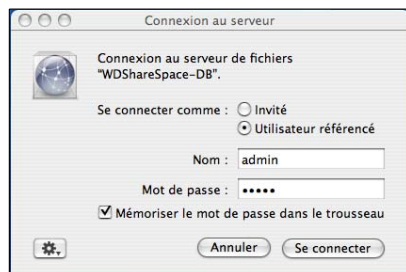 Connexion au serveur
Connexion au serveur de fichiers
"WDShareSpace-DB".
Se connecter comme : Invité
Utilisateur référencé
Nom : admin
Mot de passe : •••••
Mémoriser le mot de passe dans le trousseau
Annuler Se connecter